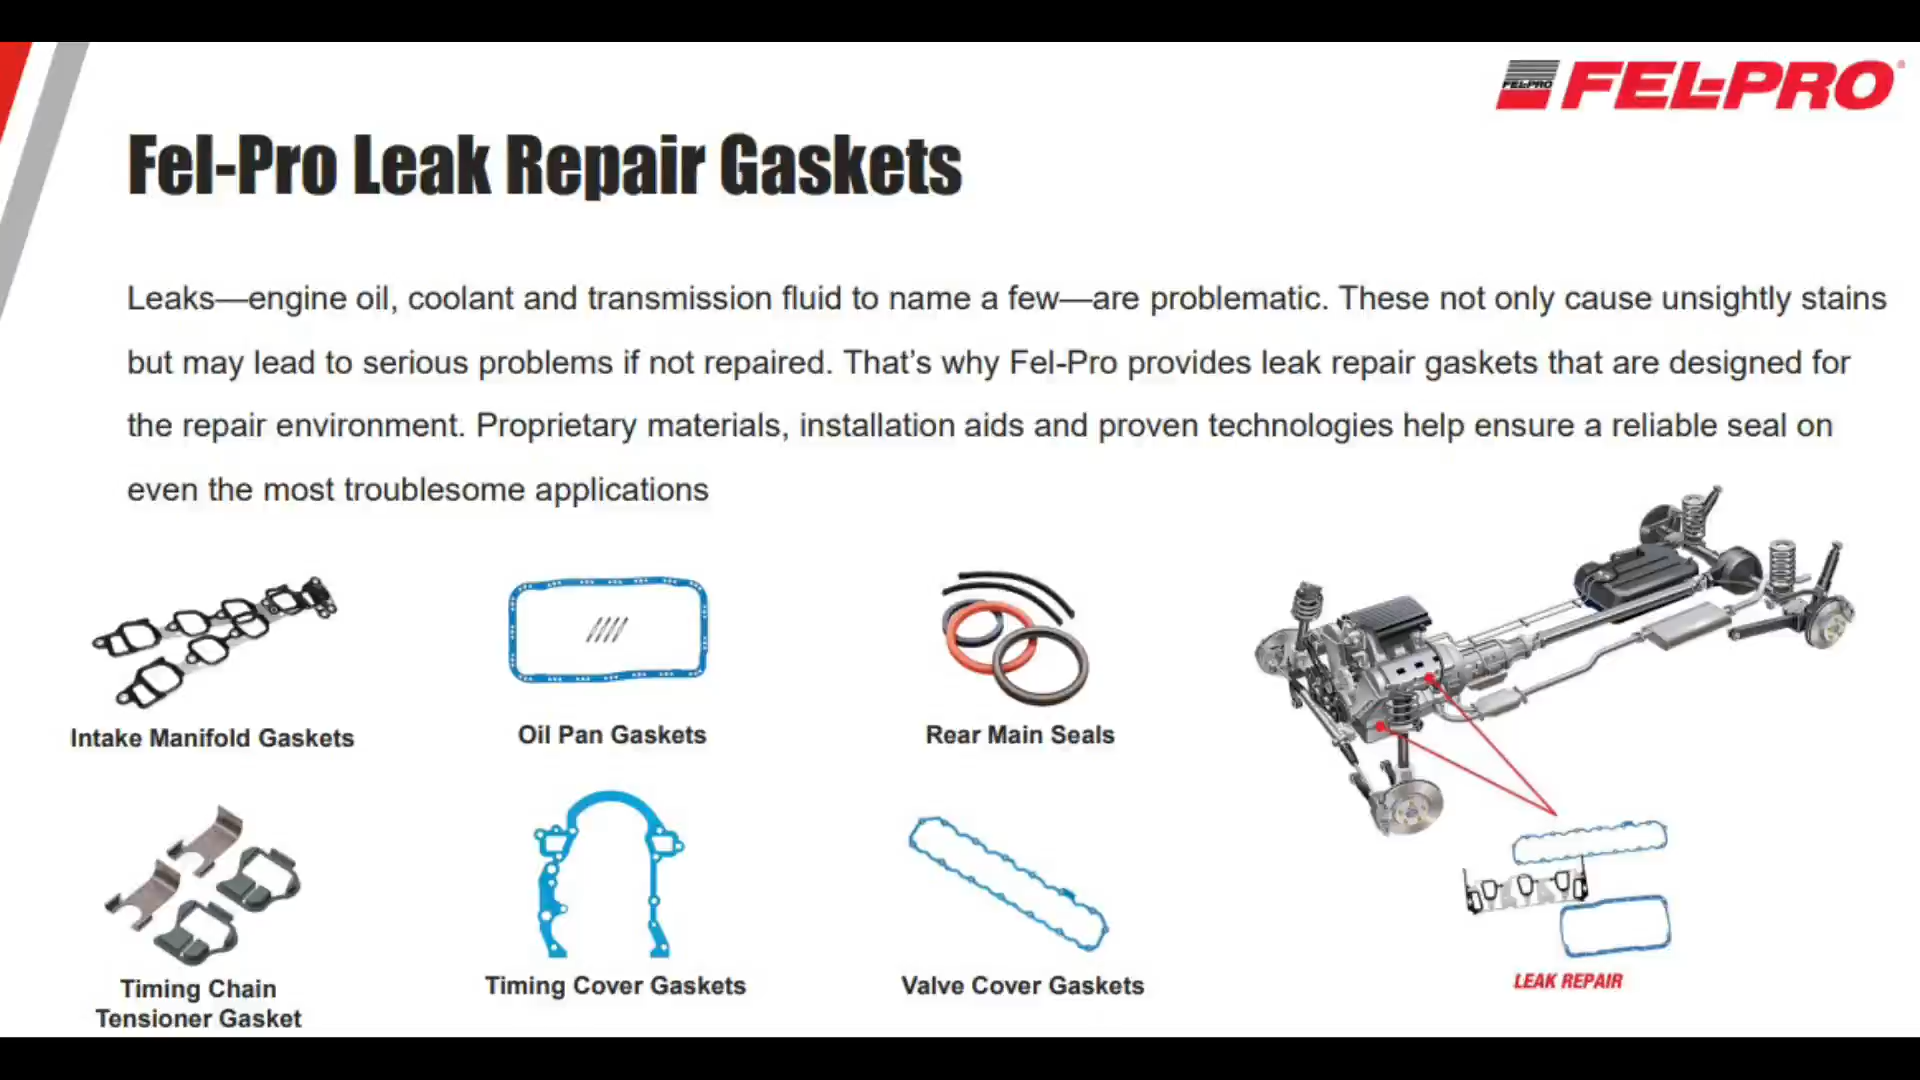 FEL-PRO
FEL-PRO®
Fel-Pro Leak Repair Gaskets
Leaks—engine oil, coolant and transmission fluid to name a few—are problematic. These not only cause unsightly stains
but may lead to serious problems if not repaired. That’s why Fel-Pro provides leak repair gaskets that are designed for
the repair environment. Proprietary materials, installation aids and proven technologies help ensure a reliable seal on
even the most troublesome applications
Intake Manifold Gaskets
Oil Pan Gaskets
Rear Main Seals
Timing Chain
Tensioner Gasket
Timing Cover Gaskets
Valve Cover Gaskets
LEAK REPAIR